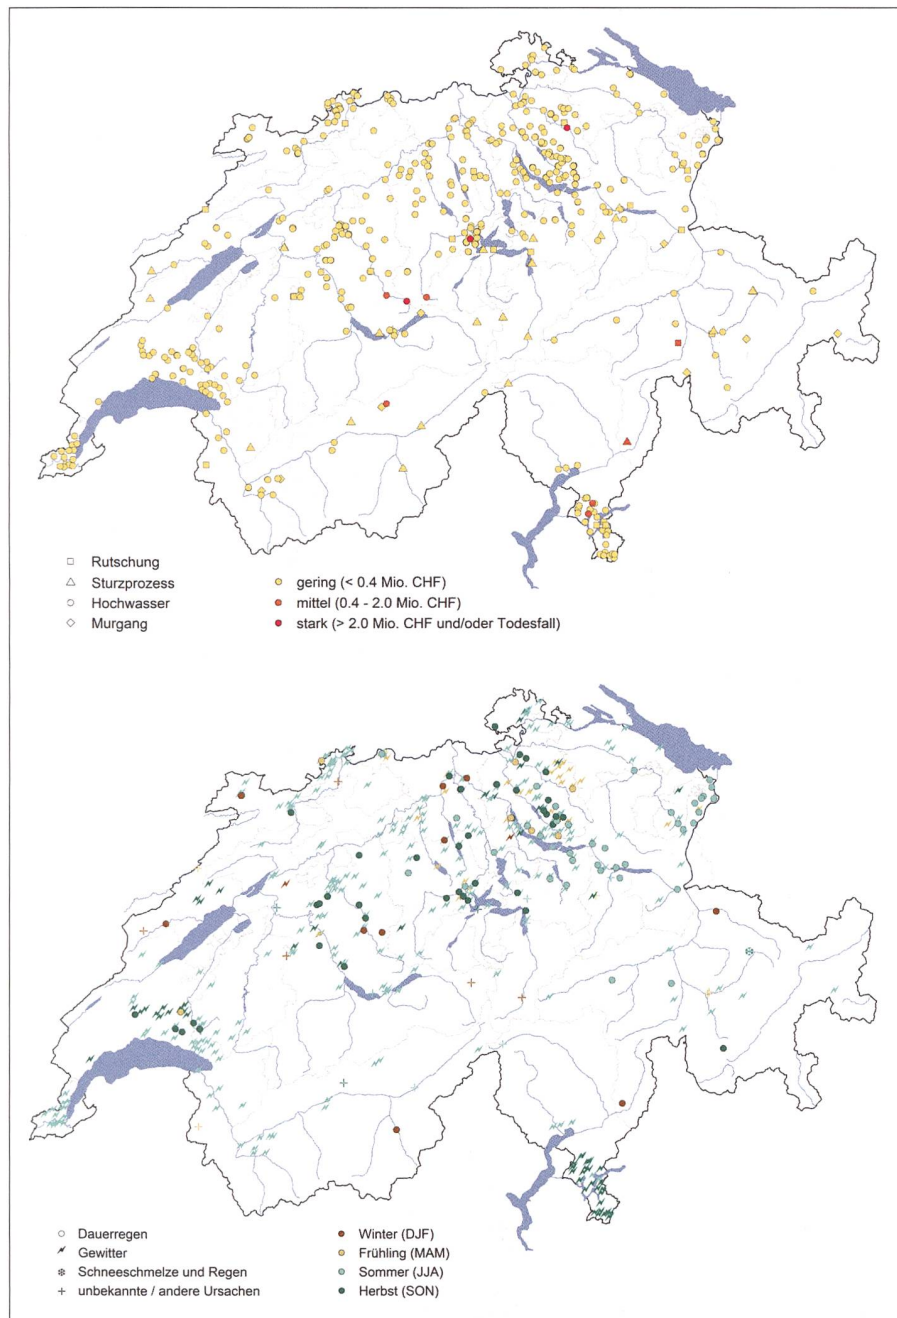 Rutschung
Sturzprozess
Hochwasser
Murgang
gering (< 0.4 Mio. CHF)
mittel (0.4 - 2.0 Mio. CHF)
stark (> 2.0 Mio. CHF und/oder Todesfall)
Dauerregen
Gewitter
Schneeschmelze und Regen
unbekannte / andere Ursachen
Winter (DJF)
Frühling (MAM)
Sommer (JJA)
Herbst (SON)